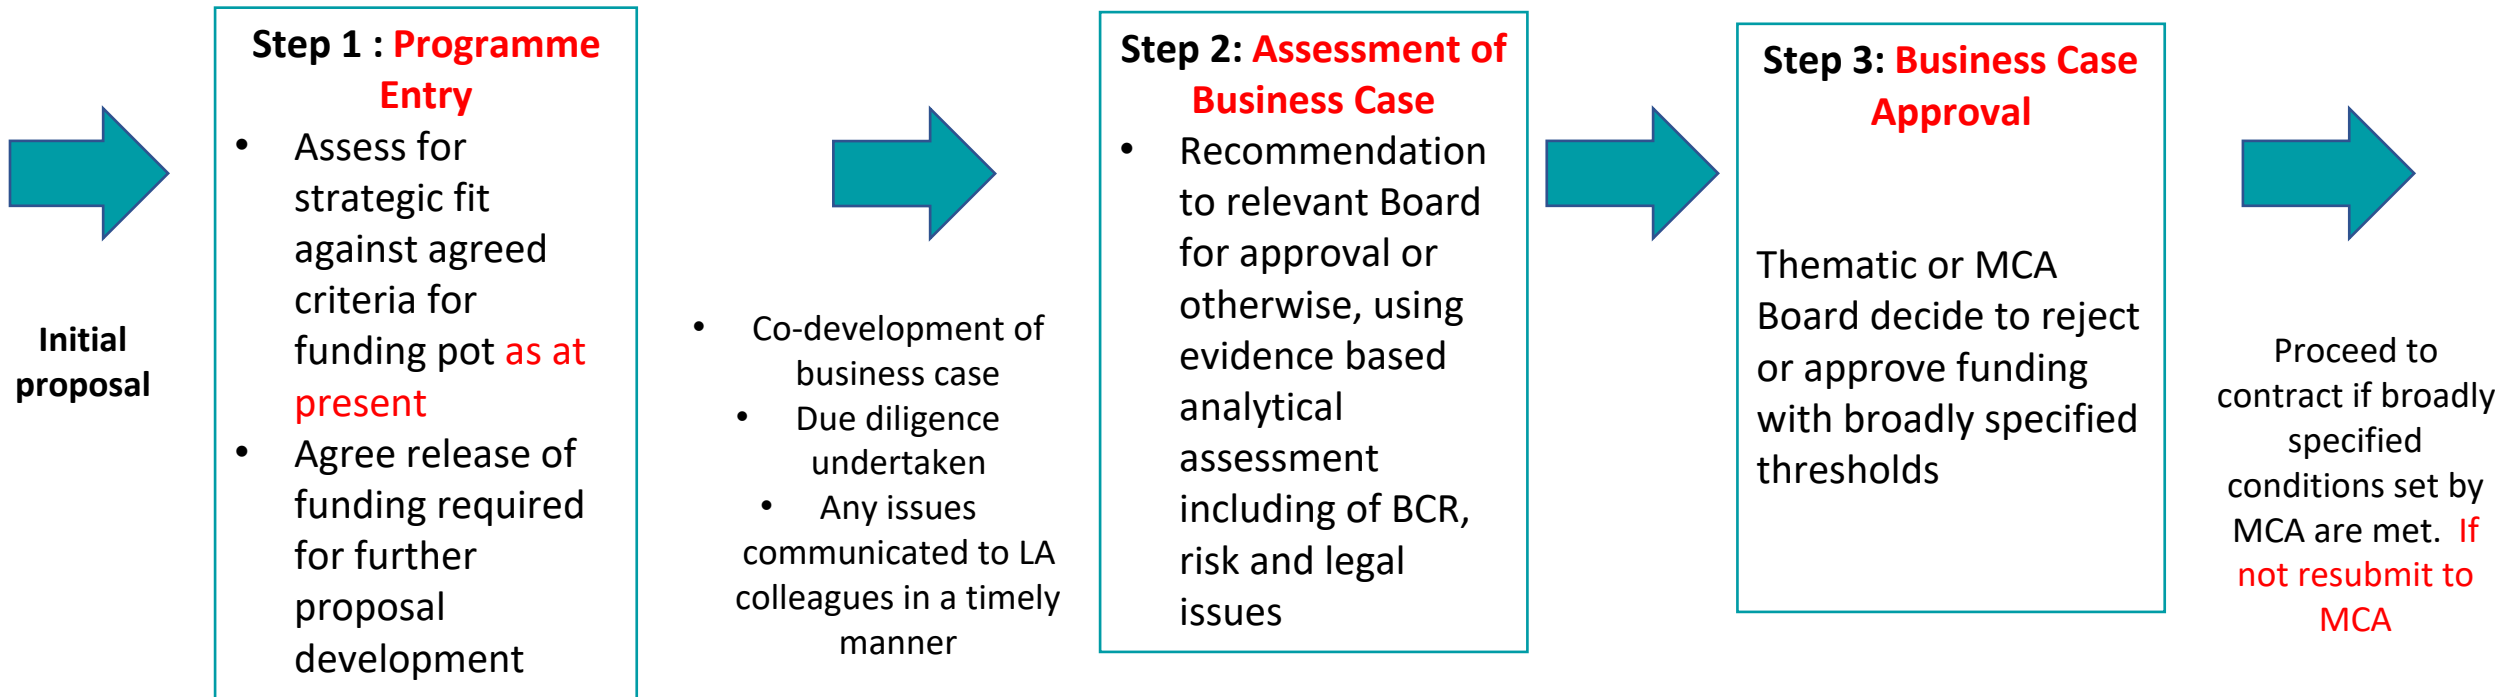 Initial
proposal
Step 1 : Programme
Entry
• Assess for
strategic fit
against agreed
criteria for
funding pot as at
present
• Agree release of
funding required
for further
proposal
development
• Co-development of
business case
• Due diligence
undertaken
• Any issues
communicated to LA
colleagues in a timely
manner
Step 2: Assessment of
Business Case
• Recommendation
to relevant Board
for approval or
otherwise, using
evidence based
analytical
assessment
including of BCR,
risk and legal
issues
Step 3: Business Case
Approval
Thematic or MCA
Board decide to reject
or approve funding
with broadly specified
thresholds
Proceed to
contract if broadly
specified
conditions set by
MCA are met. If
not resubmit to
MCA